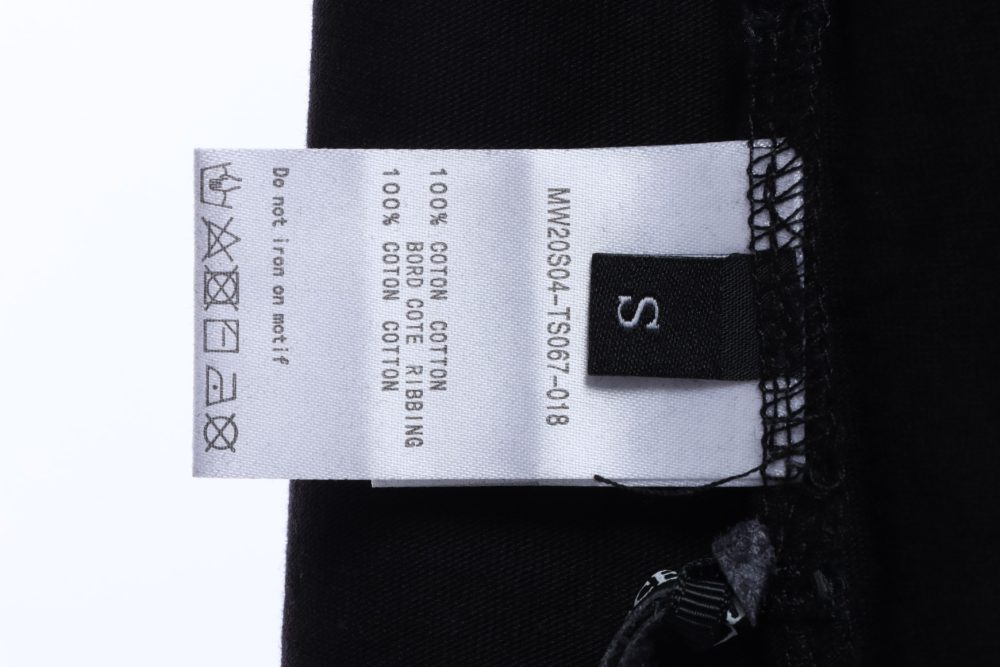 MW20S04-TS067-018
S
100% COTON COTTON
BORD COTE RIBBING
100% COTON COTTON
Do not iron on motif